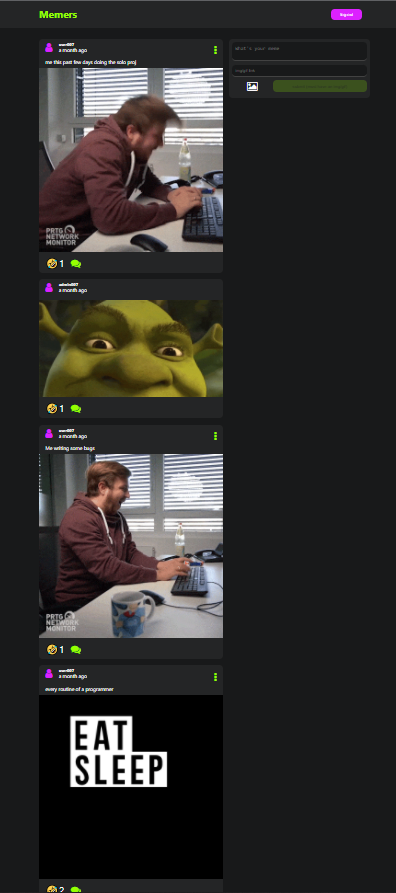 Memers
Signout
user007
a month ago
me this past few days doing the solo proj
PRTG
NETWORK
MONITOR
1
admin007
a month ago
1
user007
a month ago
Me writing some bugs
PRTG
NETWORK
MONITOR
1
user007
a month ago
every routine of a programmer
EAT
SLEEP
2
what's your meme